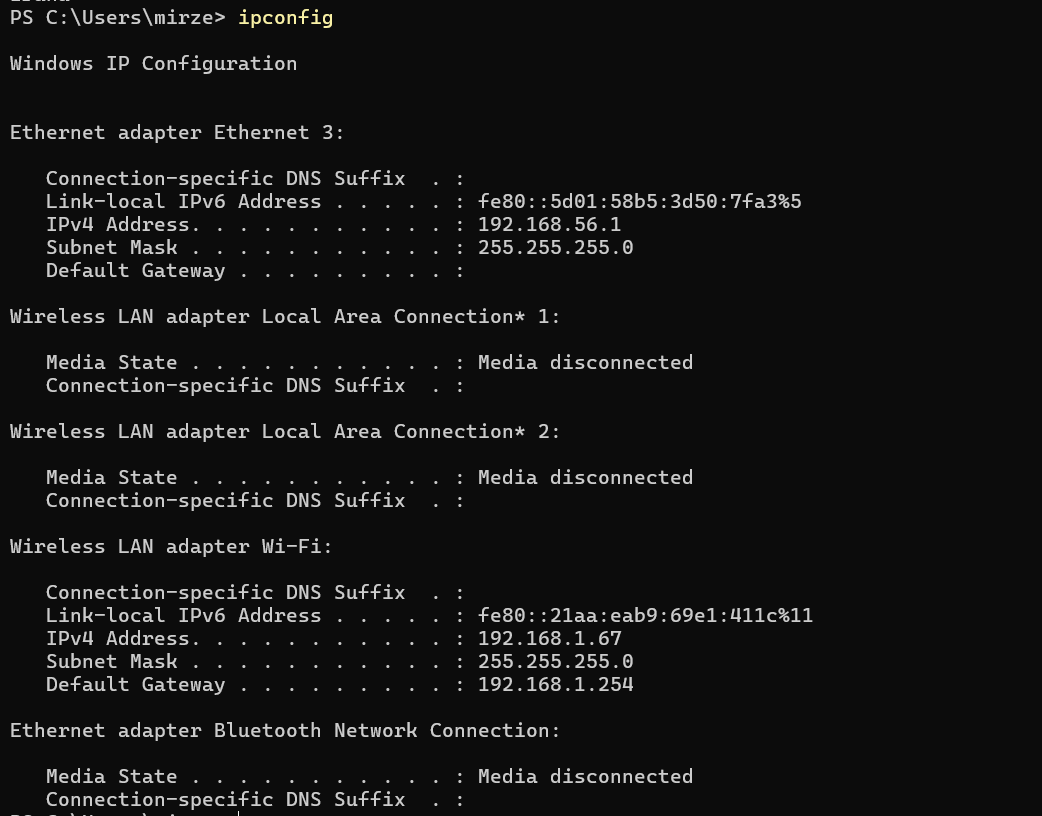 PS C:\Users\mirze> ipconfig
Windows IP Configuration
Ethernet adapter Ethernet 3:
Connection-specific DNS Suffix  . :
Link-local IPv6 Address . . . . . : fe80::5d01:58b5:3d50:7fa3%5
IPv4 Address. . . . . . . . . . . : 192.168.56.1
Subnet Mask . . . . . . . . . . . : 255.255.255.0
Default Gateway . . . . . . . . . :
Wireless LAN adapter Local Area Connection* 1:
Media State . . . . . . . . . . . : Media disconnected
Connection-specific DNS Suffix  . :
Wireless LAN adapter Local Area Connection* 2:
Media State . . . . . . . . . . . : Media disconnected
Connection-specific DNS Suffix  . :
Wireless LAN adapter Wi-Fi:
Connection-specific DNS Suffix  . :
Link-local IPv6 Address . . . . . : fe80::21aa:eab9:69e1:411c%11
IPv4 Address. . . . . . . . . . . : 192.168.1.67
Subnet Mask . . . . . . . . . . . : 255.255.255.0
Default Gateway . . . . . . . . . : 192.168.1.254
Ethernet adapter Bluetooth Network Connection:
Media State . . . . . . . . . . . : Media disconnected
Connection-specific DNS Suffix  . :